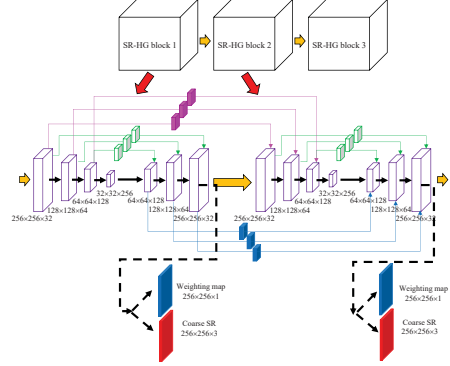 SR-HG block 1
SR-HG block 2
SR-HG block 3
32×32×256
64×64×128
128×128×64
256×256×32
64×64×128
128×128×64
256×256×32
32×32×256
64×64×128
128×128×64
256×256×32
64×64×128
128×128×64
256×256×32
Weighting map
256×256×1
Coarse SR
256×256×3
Weighting map
256×256×1
Coarse SR
256×256×3